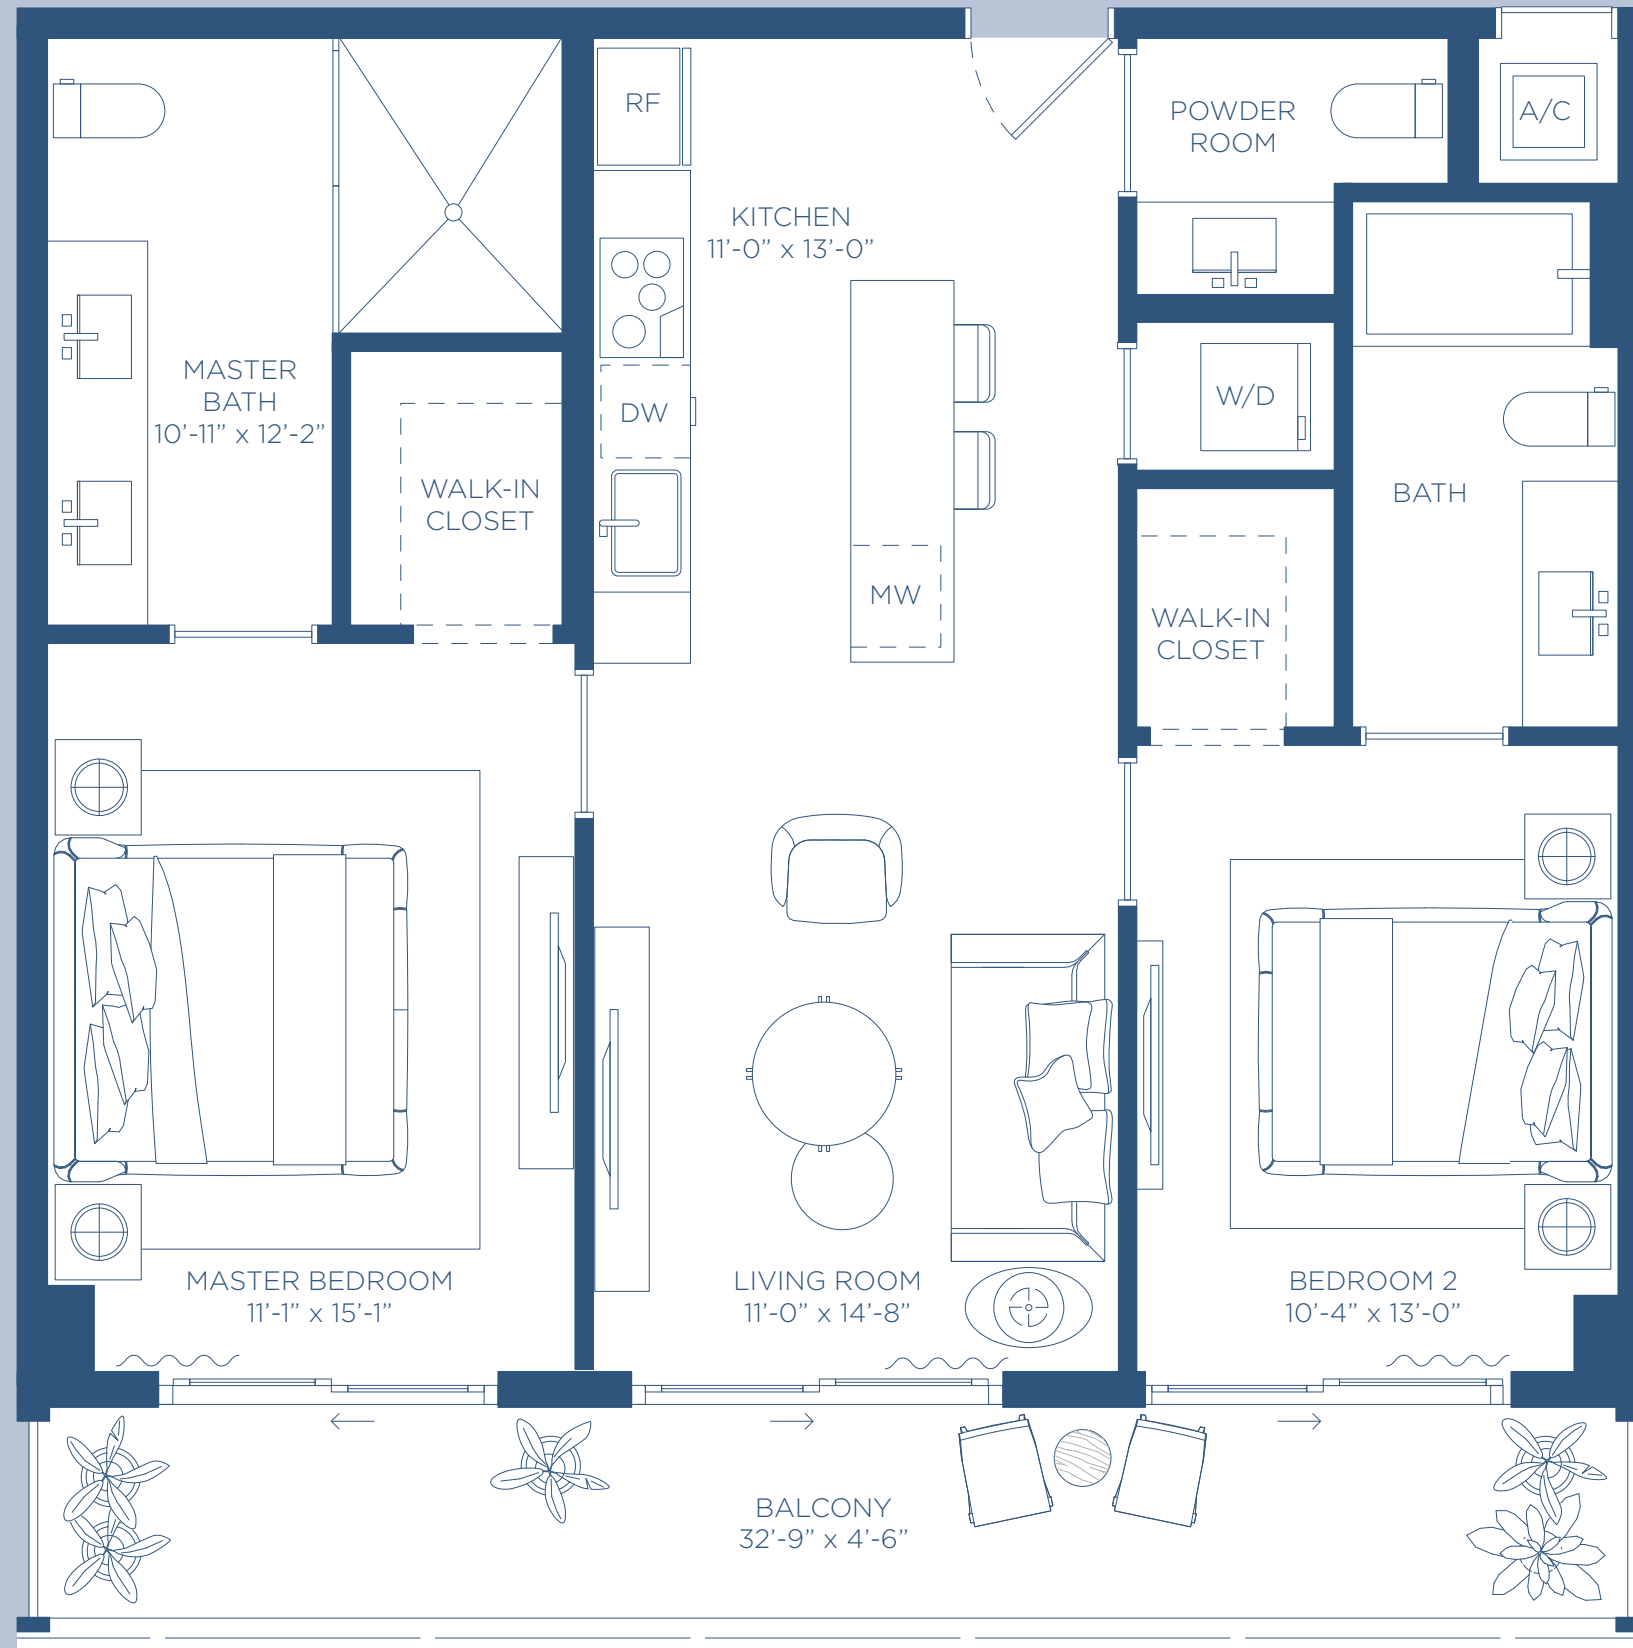 RF
POWDER
ROOM
A/C
KITCHEN
11'-0” x 13'-0”
MASTER
BATH
10'-11” x 12'-2”
DW
W/D
WALK-IN
CLOSET
BATH
MW
WALK-IN
CLOSET
MASTER BEDROOM
11'-1” x 15'-1”
LIVING ROOM
11'-0” x 14'-8”
BEDROOM 2
10'-4” x 13'-0”
BALCONY
32'-9” x 4'-6”